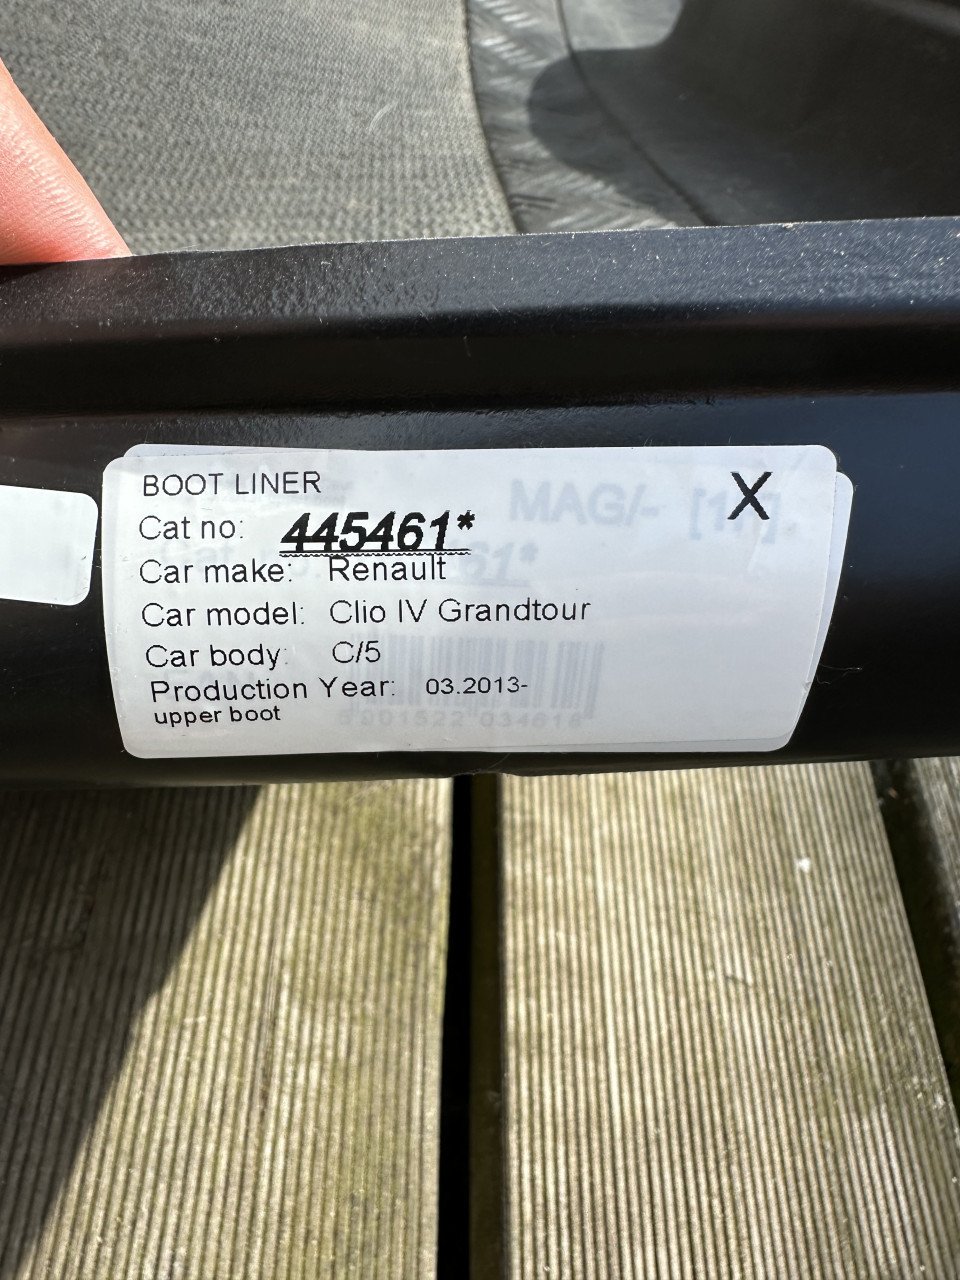 BOOT LINER
X
Cat no: 445461*
Car make: Renault
Car model: Clio IV Grandtour
Car body: C/5
Production Year: 03.2013-
upper boot
MAG/-